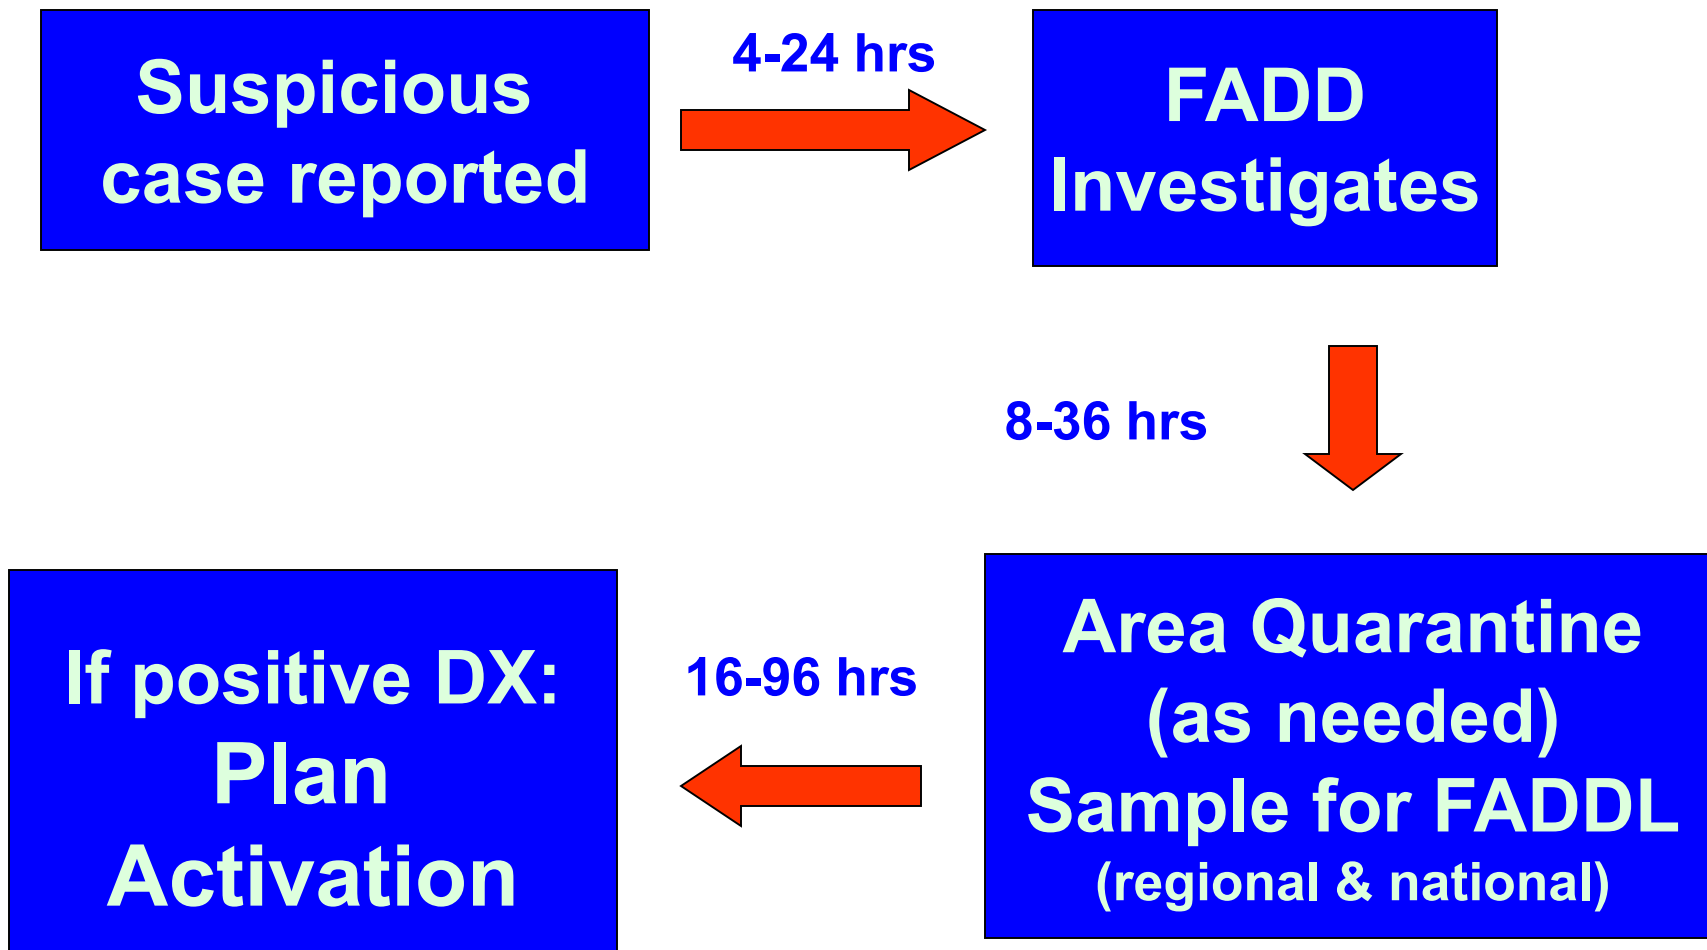 Suspicious
case reported
4-24 hrs
FADD
Investigates
8-36 hrs
Area Quarantine
(as needed)
Sample for FADDL
(regional & national)
16-96 hrs
If positive DX:
Plan
Activation